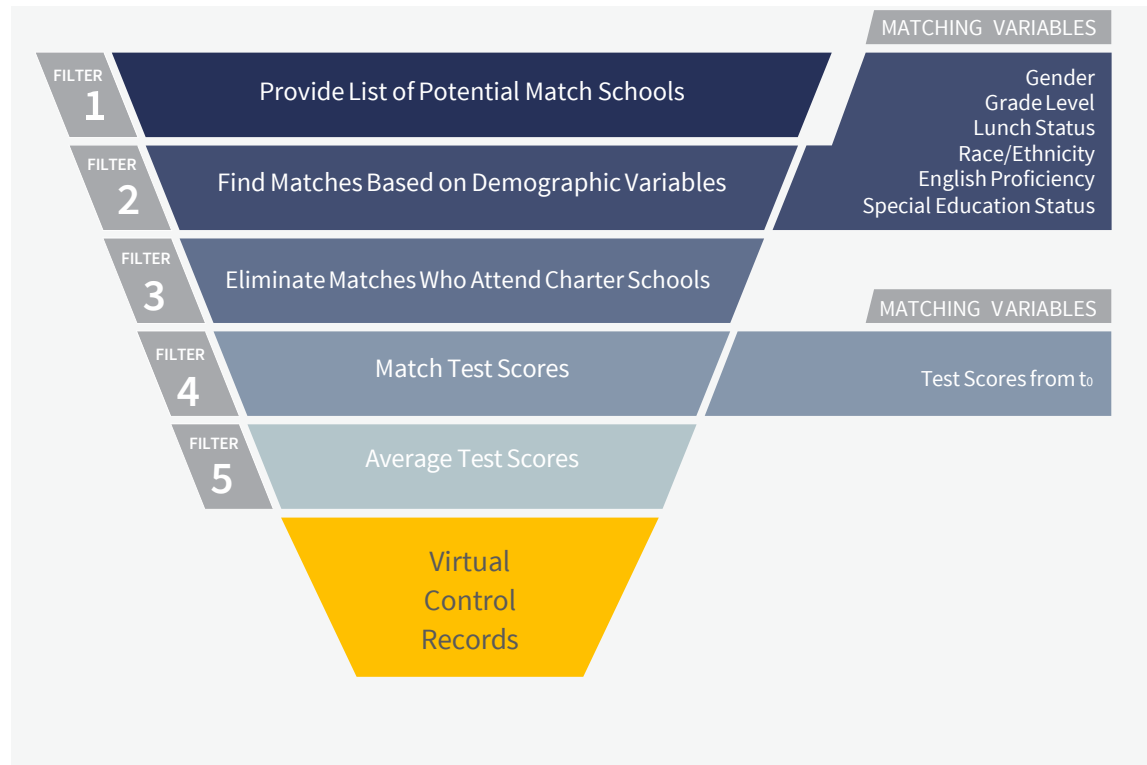 MATCHING VARIABLES
FILTER
1
Provide List of Potential Match Schools
Gender
Grade Level
Lunch Status
Race/Ethnicity
English Proficiency
Special Education Status
FILTER
2
Find Matches Based on Demographic Variables
FILTER
3
Eliminate Matches Who Attend Charter Schools
MATCHING VARIABLES
FILTER
4
Match Test Scores
Test Scores from t₀
FILTER
5
Average Test Scores
Virtual
Control
Records